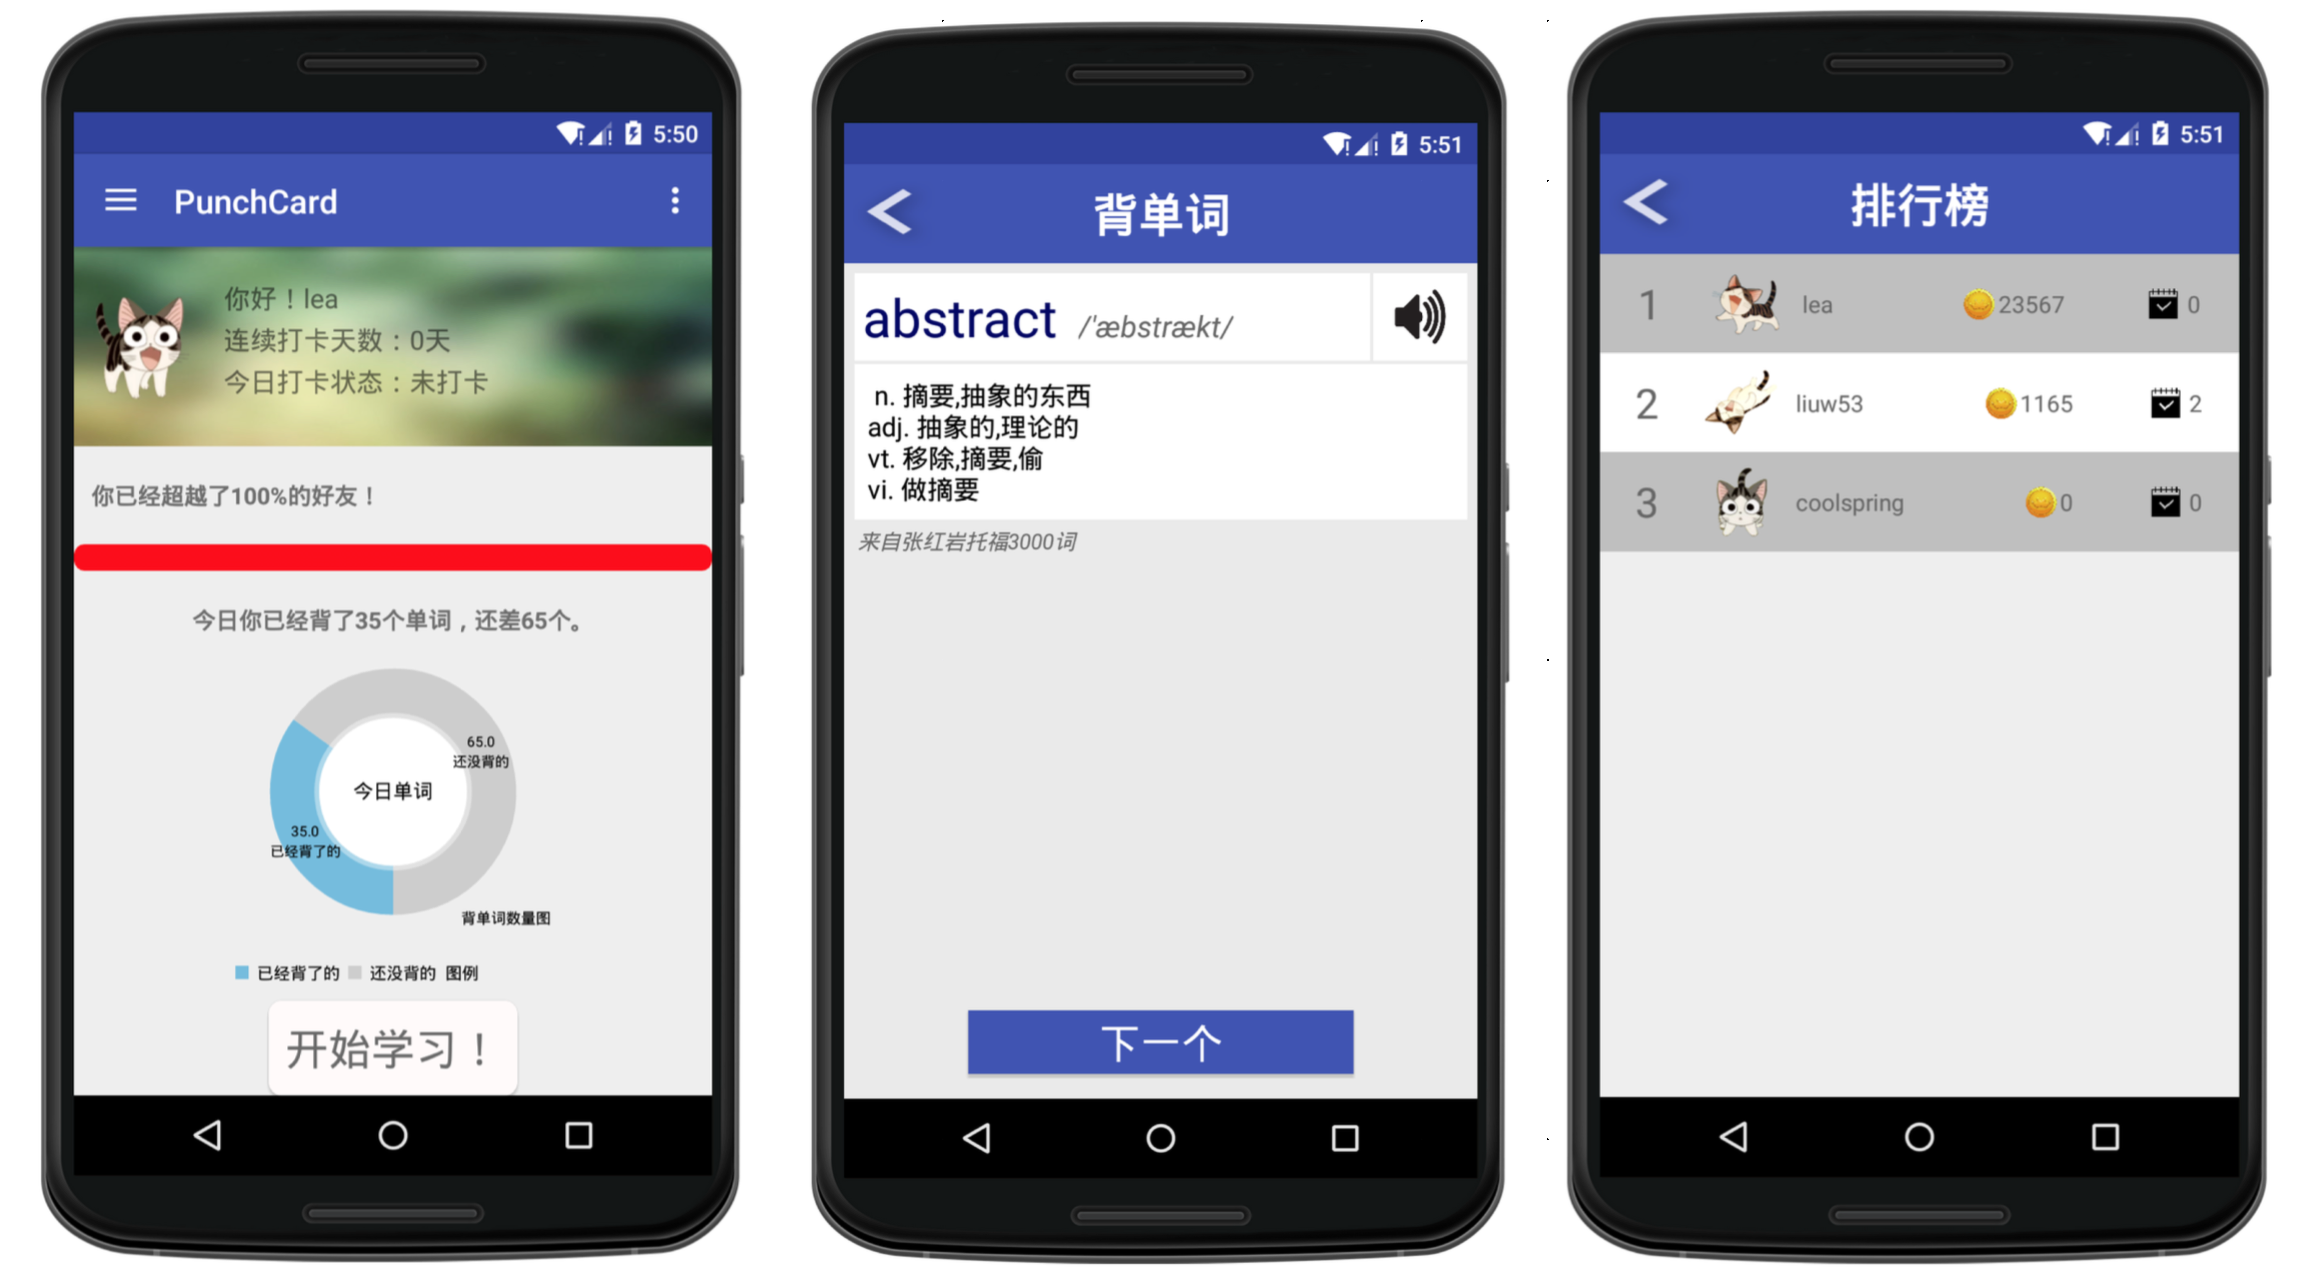 5:50
PunchCard
你好！lea
连续打卡天数：0天
今日打卡状态：未打卡
你已经超越了100%的好友！
今日你已经背了35个单词，还差65个。
65.0
还没背的
今日单词
35.0
已经背了的
背单词数量图
已经背了的 还没背的 图例
开始学习！
5:51
背单词
abstract /'æbstrækt/
n. 摘要,抽象的东西
adj. 抽象的,理论的
vt. 移除,摘要,偷
vi. 做摘要
来自张红岩托福3000词
下一个
5:51
排行榜
1 lea 23567 0
2 liuw53 1165 2
3 coolspring 0 0